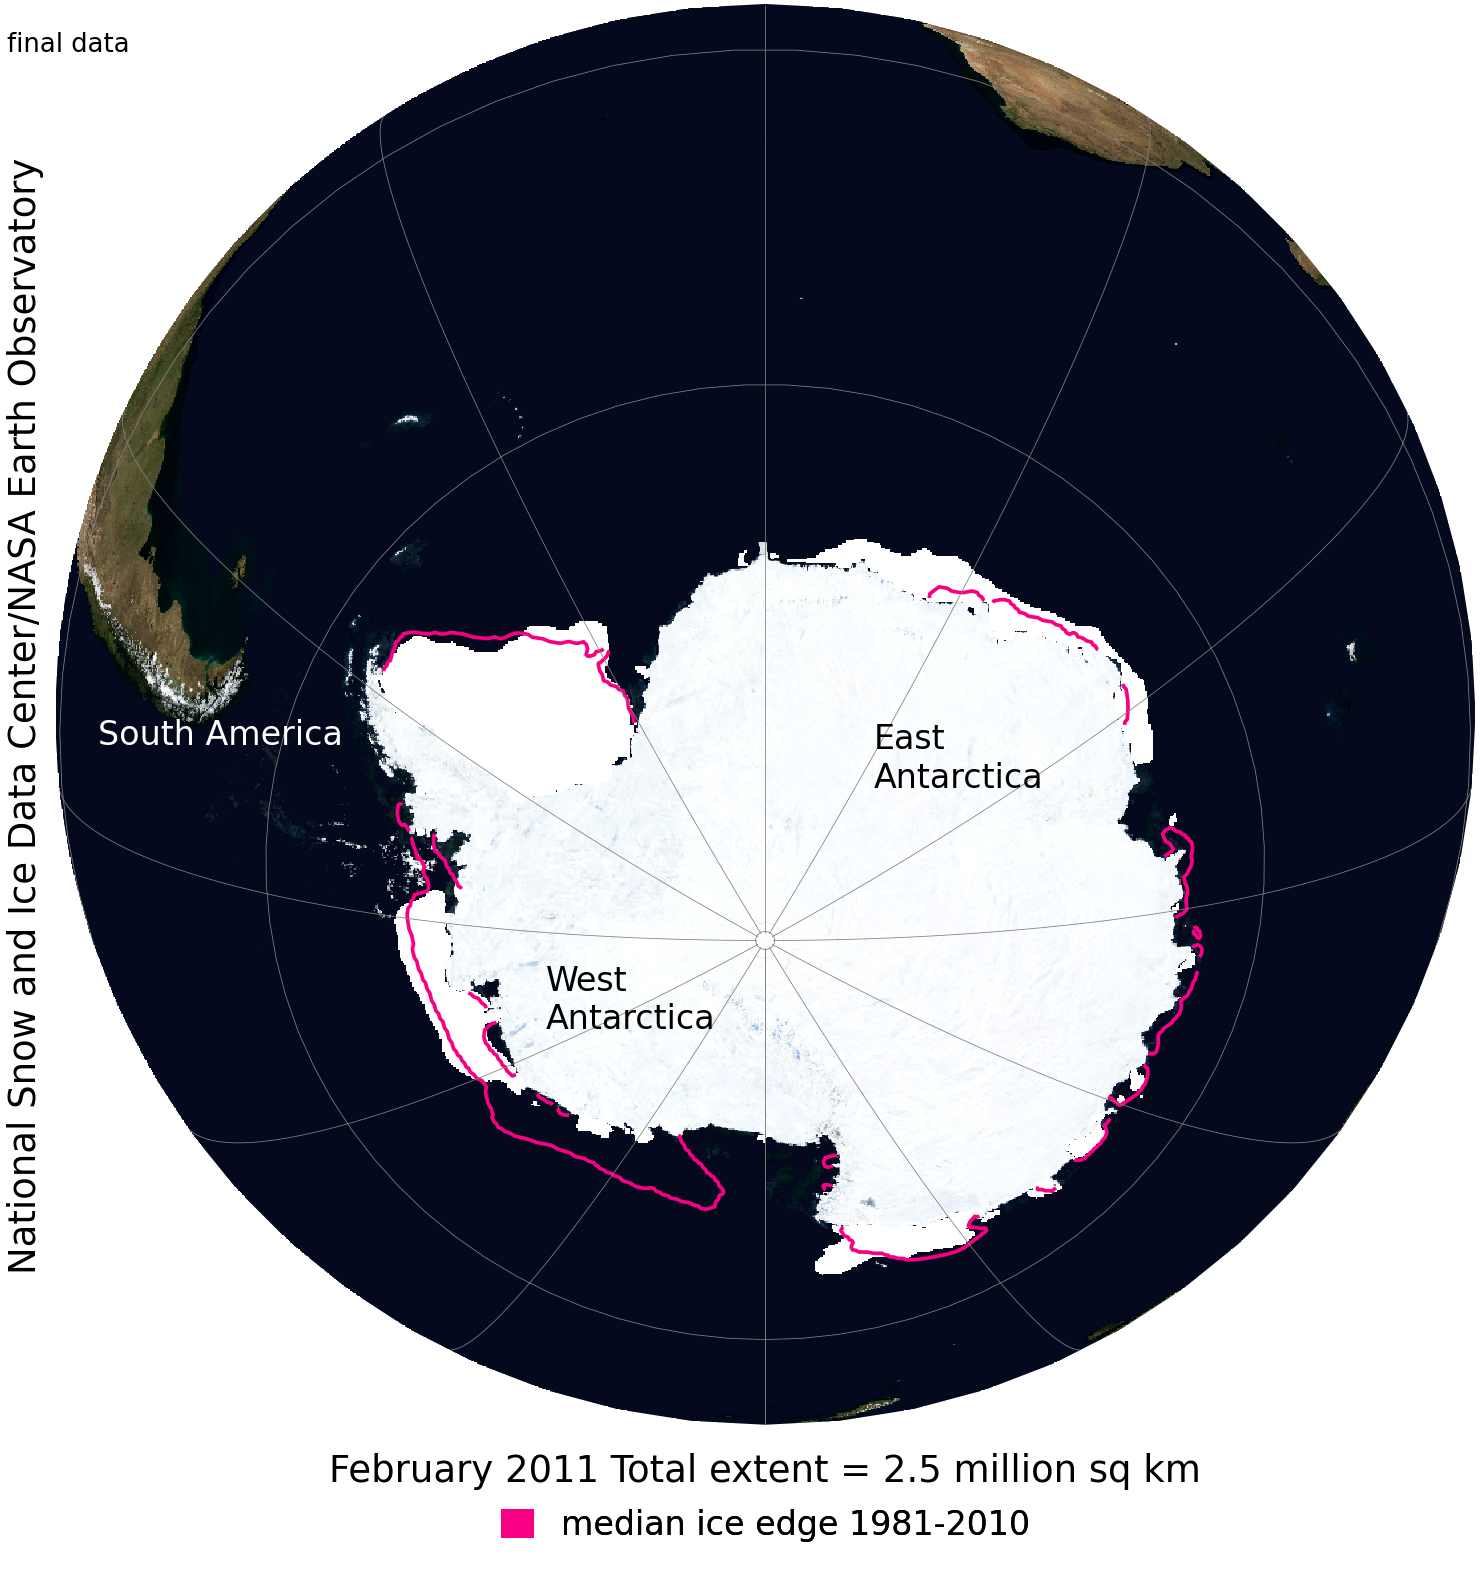 final data
National Snow and Ice Data Center/NASA Earth Observatory
South America
East
Antarctica
West
Antarctica
February 2011 Total extent = 2.5 million sq km
median ice edge 1981-2010